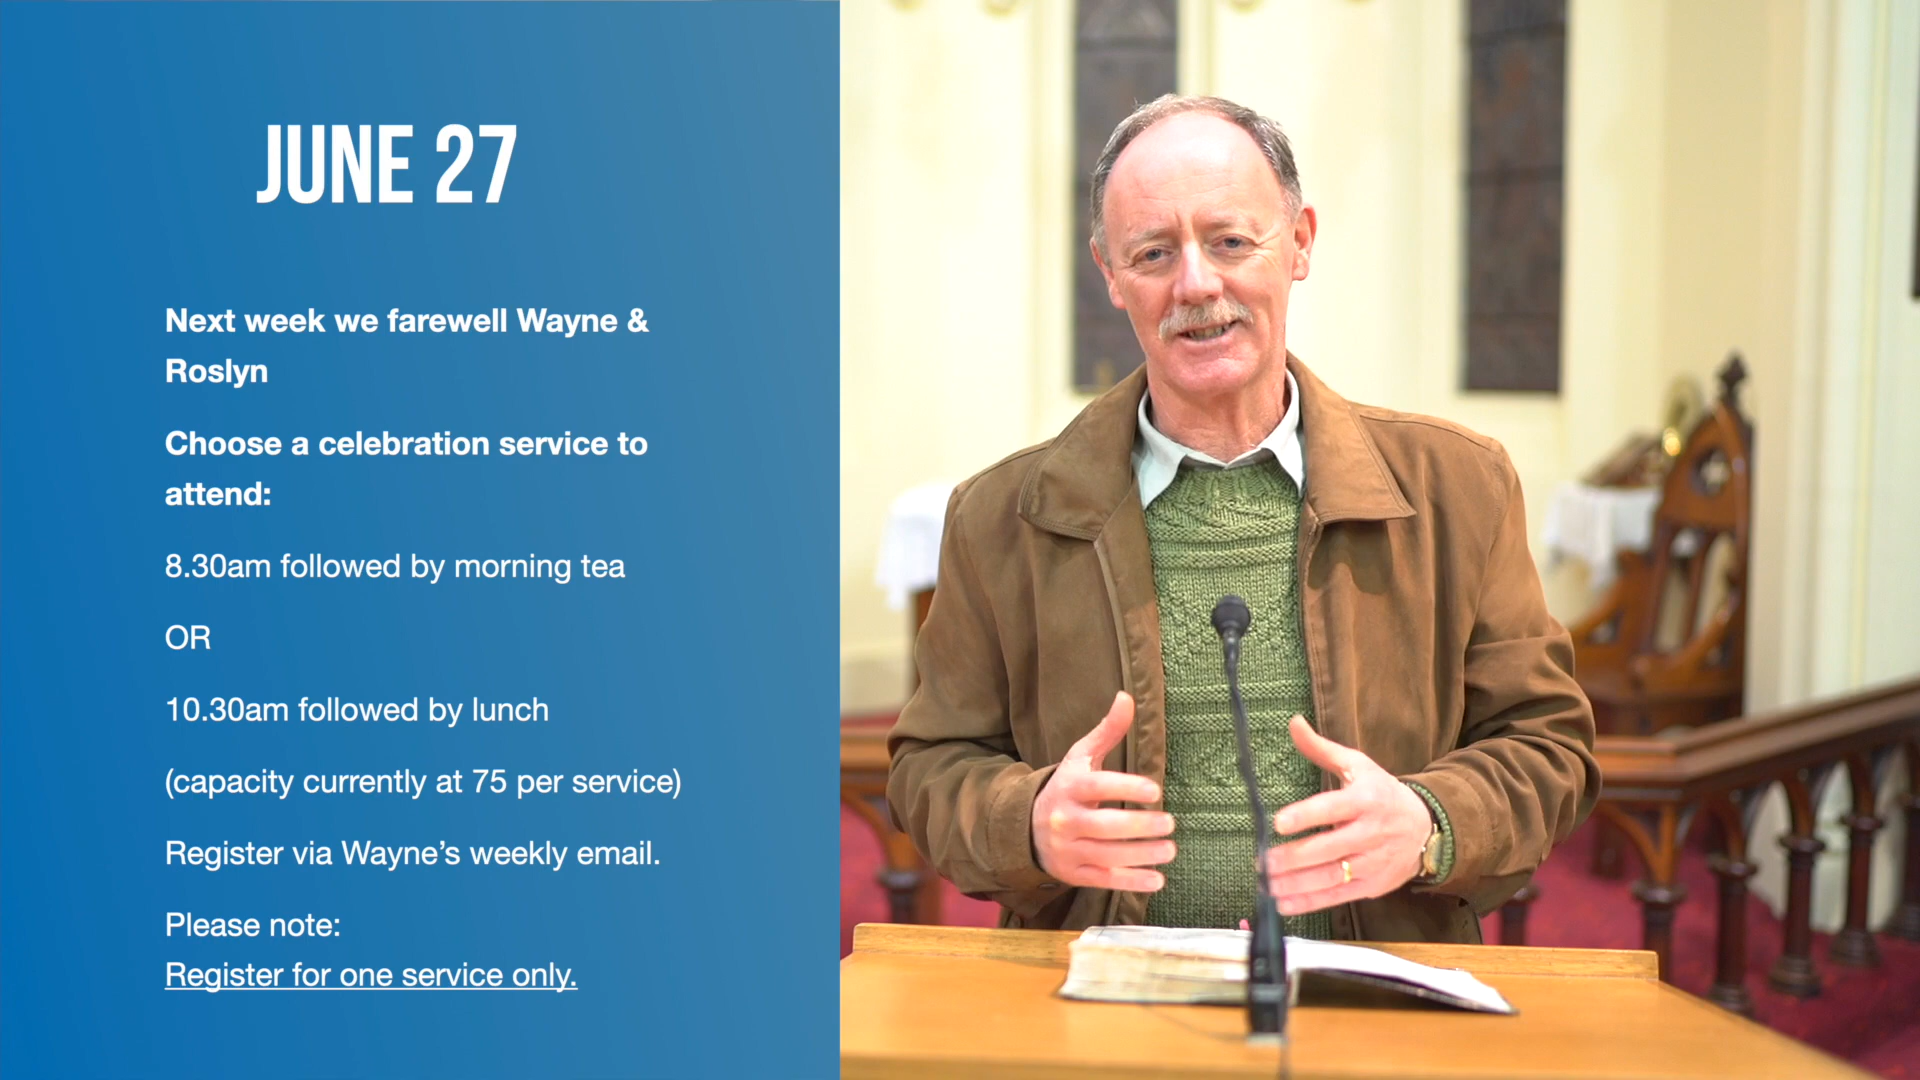 JUNE 27
Next week we farewell Wayne &
Roslyn
Choose a celebration service to
attend:
8.30am followed by morning tea
OR
10.30am followed by lunch
(capacity currently at 75 per service)
Register via Wayne’s weekly email.
Please note:
Register for one service only.